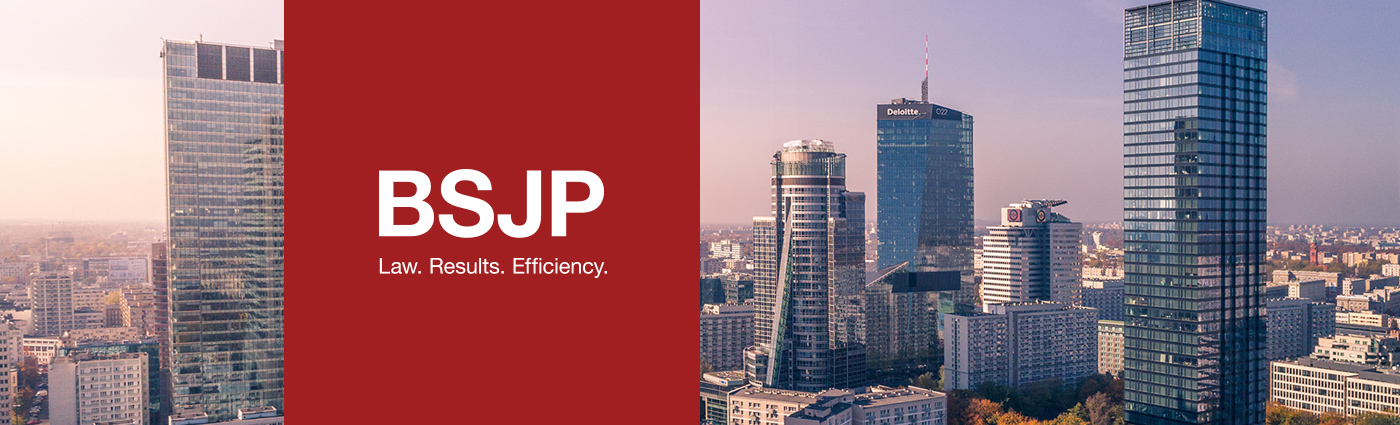 BSJP
Law. Results. Efficiency.
Deloitte.
Q22